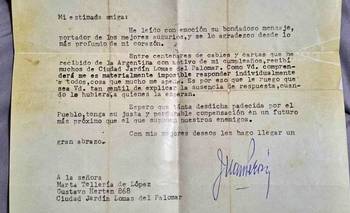 Mi estimada amiga:
He leído con emoción su bondadoso mensaje,
portador de los mejores augurios, y se lo agradezco desde lo
más profundo de mi corazón.
Entre centenares de cables y cartas que he
recibido de la Argentina con motivo de mi cumpleaños, recibí
muchos de Ciudad Jardín Lomas del Palomar. Como Vd. compren-
derá me es materialmente imposible responder individualmente
a todos, cosa que mucho me apena. Es por eso que le ruego que
sea Vd. tan gentil de explicar la ausencia de respuesta, cuan-
do le hubiera, a quienes la esperan.
Espero que tanta desdicha padecida por el
Pueblo, tenga su justa y perdurable compensación en un futuro
más próximo que el que nuestros enemigos.
Con mis mejores deseos les hago llegar un
gran abrazo.
A la señora
Marta Tellería de López
Gustavo Herten 868
Ciudad Jardín Lomas del Palomar